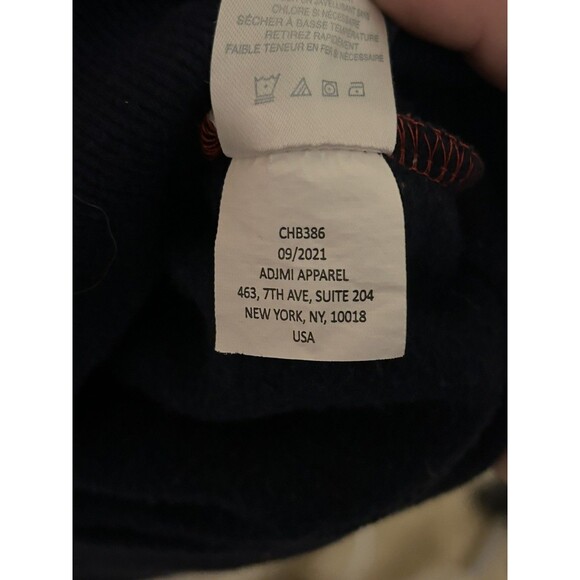 CHLORE SI NÉCESSAIRE
SÉCHER À BASSE TEMPÉRATURE
RETIREZ RAPIDEMENT
FAIBLE TENEUR EN FER SI NÉCESSAIRE
CHB386
09/2021
ADJMI APPAREL
463, 7TH AVE, SUITE 204
NEW YORK, NY, 10018
USA